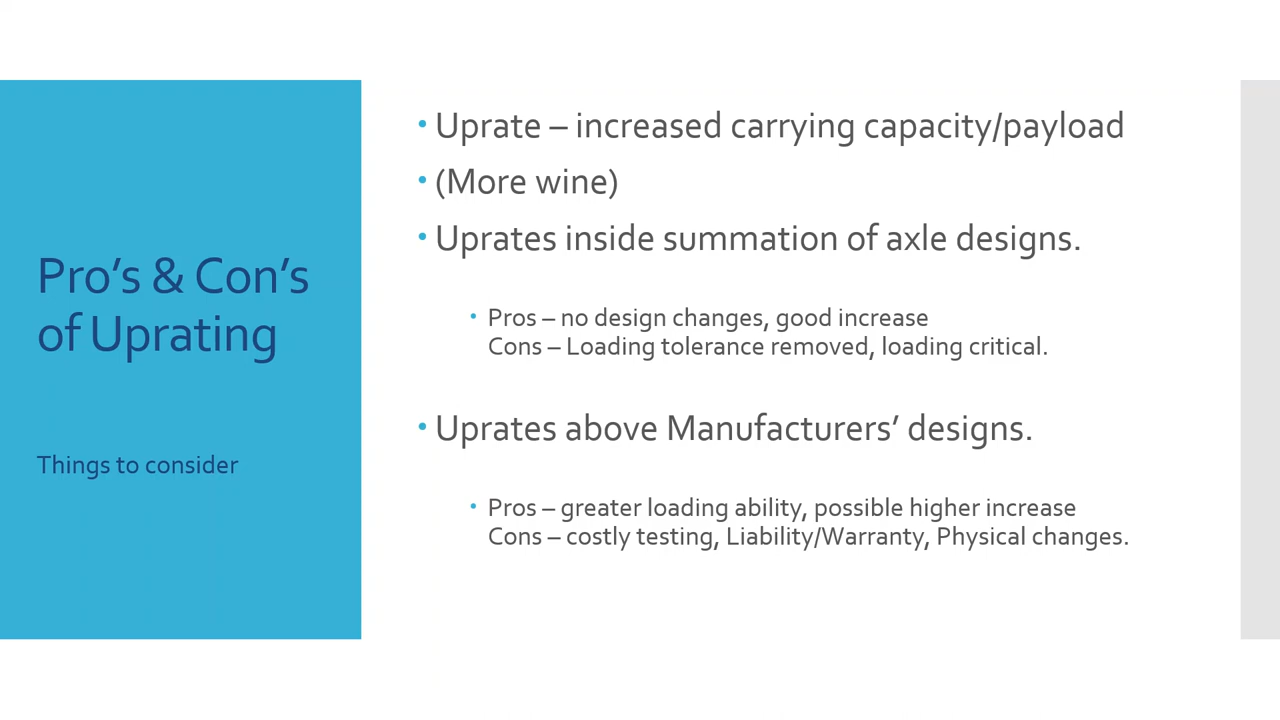 Pro’s & Con’s
of Uprating
Things to consider
• Uprate – increased carrying capacity/payload
• (More wine)
• Uprates inside summation of axle designs.
• Pros – no design changes, good increase
Cons – Loading tolerance removed, loading critical.
• Uprates above Manufacturers’ designs.
• Pros – greater loading ability, possible higher increase
Cons – costly testing, Liability/Warranty, Physical changes.